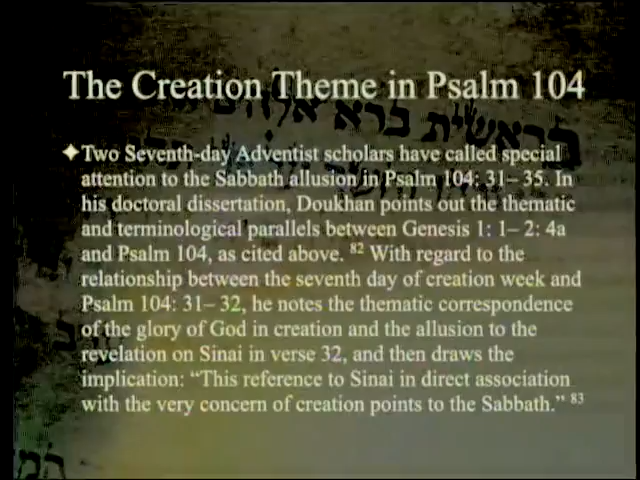 The Creation Theme in Psalm 104
בראשית ברא אלהים
Two Seventh-day Adventist scholars have called special
attention to the Sabbath allusion in Psalm 104: 31– 35. In
his doctoral dissertation, Doukhan points out the thematic
and terminological parallels between Genesis 1: 1– 2: 4a
and Psalm 104, as cited above. 82 With regard to the
relationship between the seventh day of creation week and
Psalm 104: 31– 32, he notes the thematic correspondence
of the glory of God in creation and the allusion to the
revelation on Sinai in verse 32, and then draws the
implication: “This reference to Sinai in direct association
with the very concern of creation points to the Sabbath.” 83